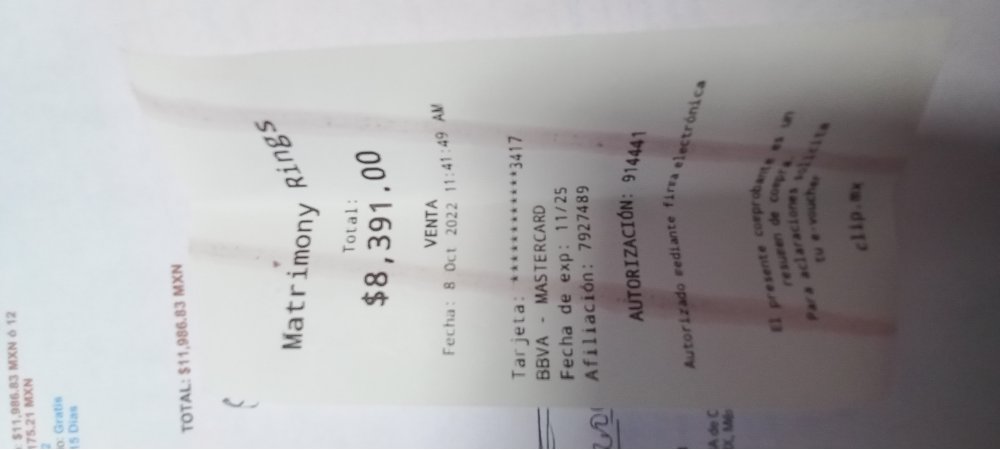 $11,986.83 MXN ó 12
175.21 MXN
Gratis
15 Dias
TOTAL: $11,986.83 MXN
Matrimony Rings
Total:
$8,391.00
VENTA
Fecha: 8 Oct 2022 11:41:49 AM
Tarjeta: ************3417
BBVA - MASTERCARD
Fecha de exp: 11/25
Afiliación: 7927489
AUTORIZACIÓN: 914441
Autorizado mediante firma electrónica
El presente comprobante es un
resumen de compra.
Para aclaraciones solicita
tu e-voucher
clip.mx
A de C